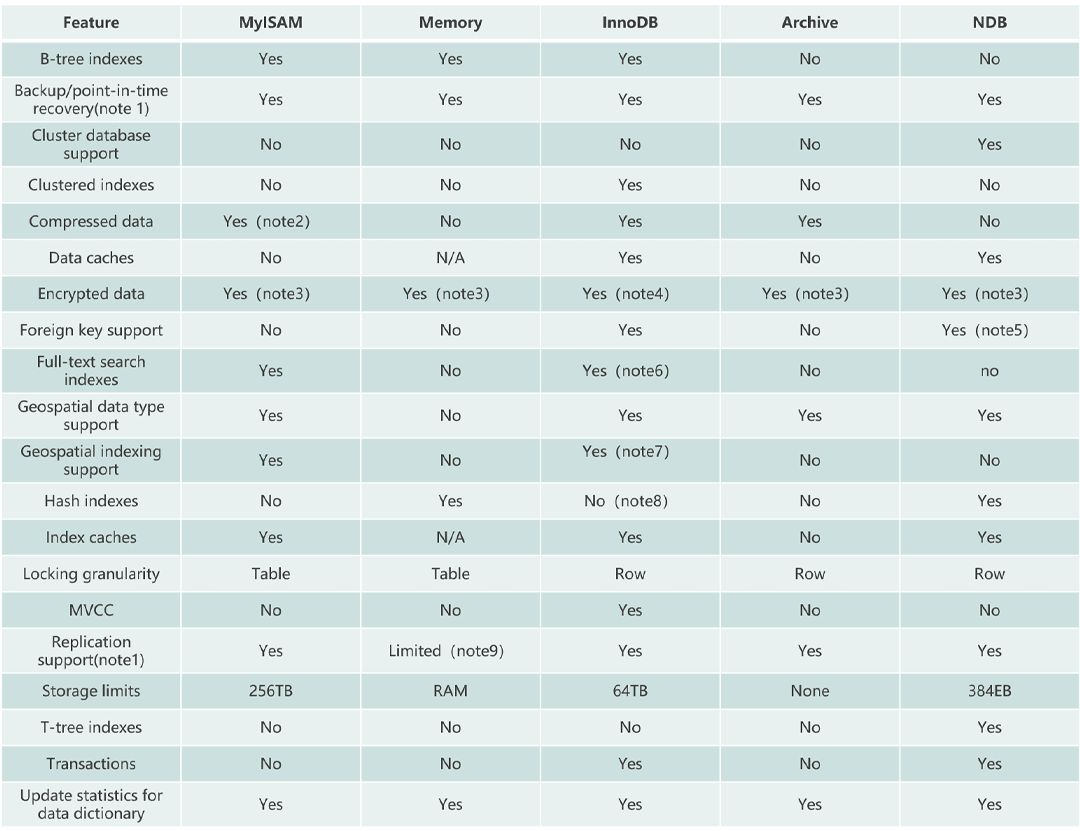 Feature MyISAM Memory InnoDB Archive NDB
B-tree indexes Yes Yes Yes No No
Backup/point-in-time
recovery(note 1) Yes Yes Yes Yes Yes
Cluster database
support No No No No Yes
Clustered indexes No No Yes No No
Compressed data Yes (note2) No Yes Yes No
Data caches No N/A Yes No Yes
Encrypted data Yes (note3) Yes (note3) Yes (note4) Yes (note3) Yes (note3)
Foreign key support No No Yes No Yes (note5)
Full-text search
indexes Yes No Yes (note6) No no
Geospatial data type
support Yes No Yes Yes Yes
Geospatial indexing
support Yes No Yes (note7) No No
Hash indexes No Yes No (note8) No Yes
Index caches Yes N/A Yes No Yes
Locking granularity Table Table Row Row Row
MVCC No No Yes No No
Replication
support(note1) Yes Limited (note9) Yes Yes Yes
Storage limits 256TB RAM 64TB None 384EB
T-tree indexes No No No No Yes
Transactions No No Yes No Yes
Update statistics for
data dictionary Yes Yes Yes Yes Yes